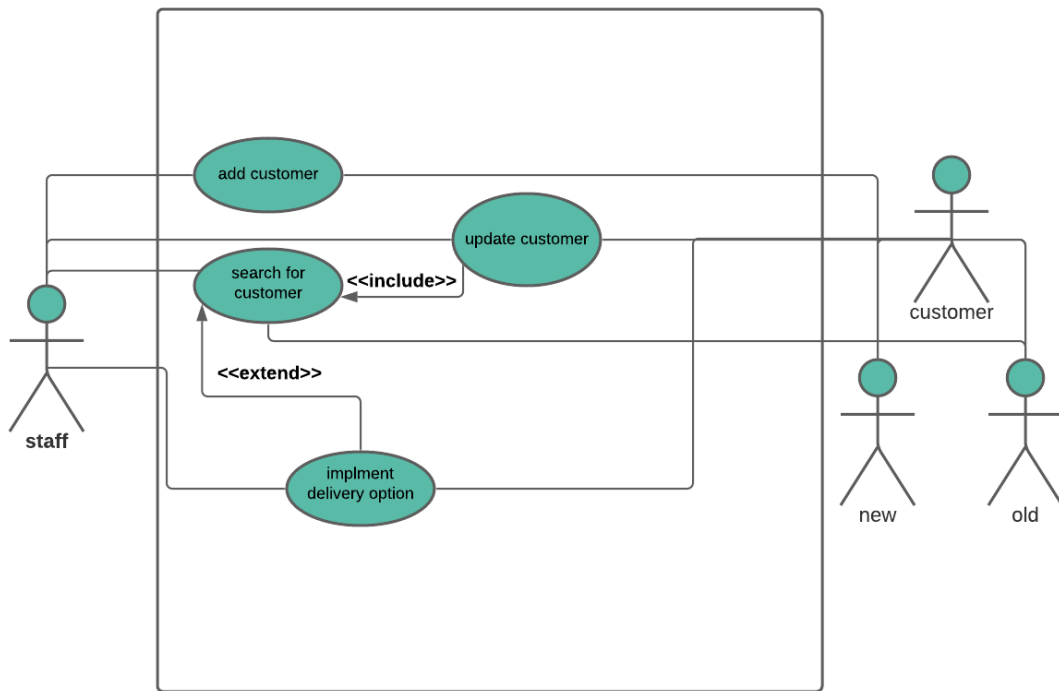 add customer
update customer
search for
customer
<<include>>
customer
<<extend>>
staff
implment
delivery option
new
old